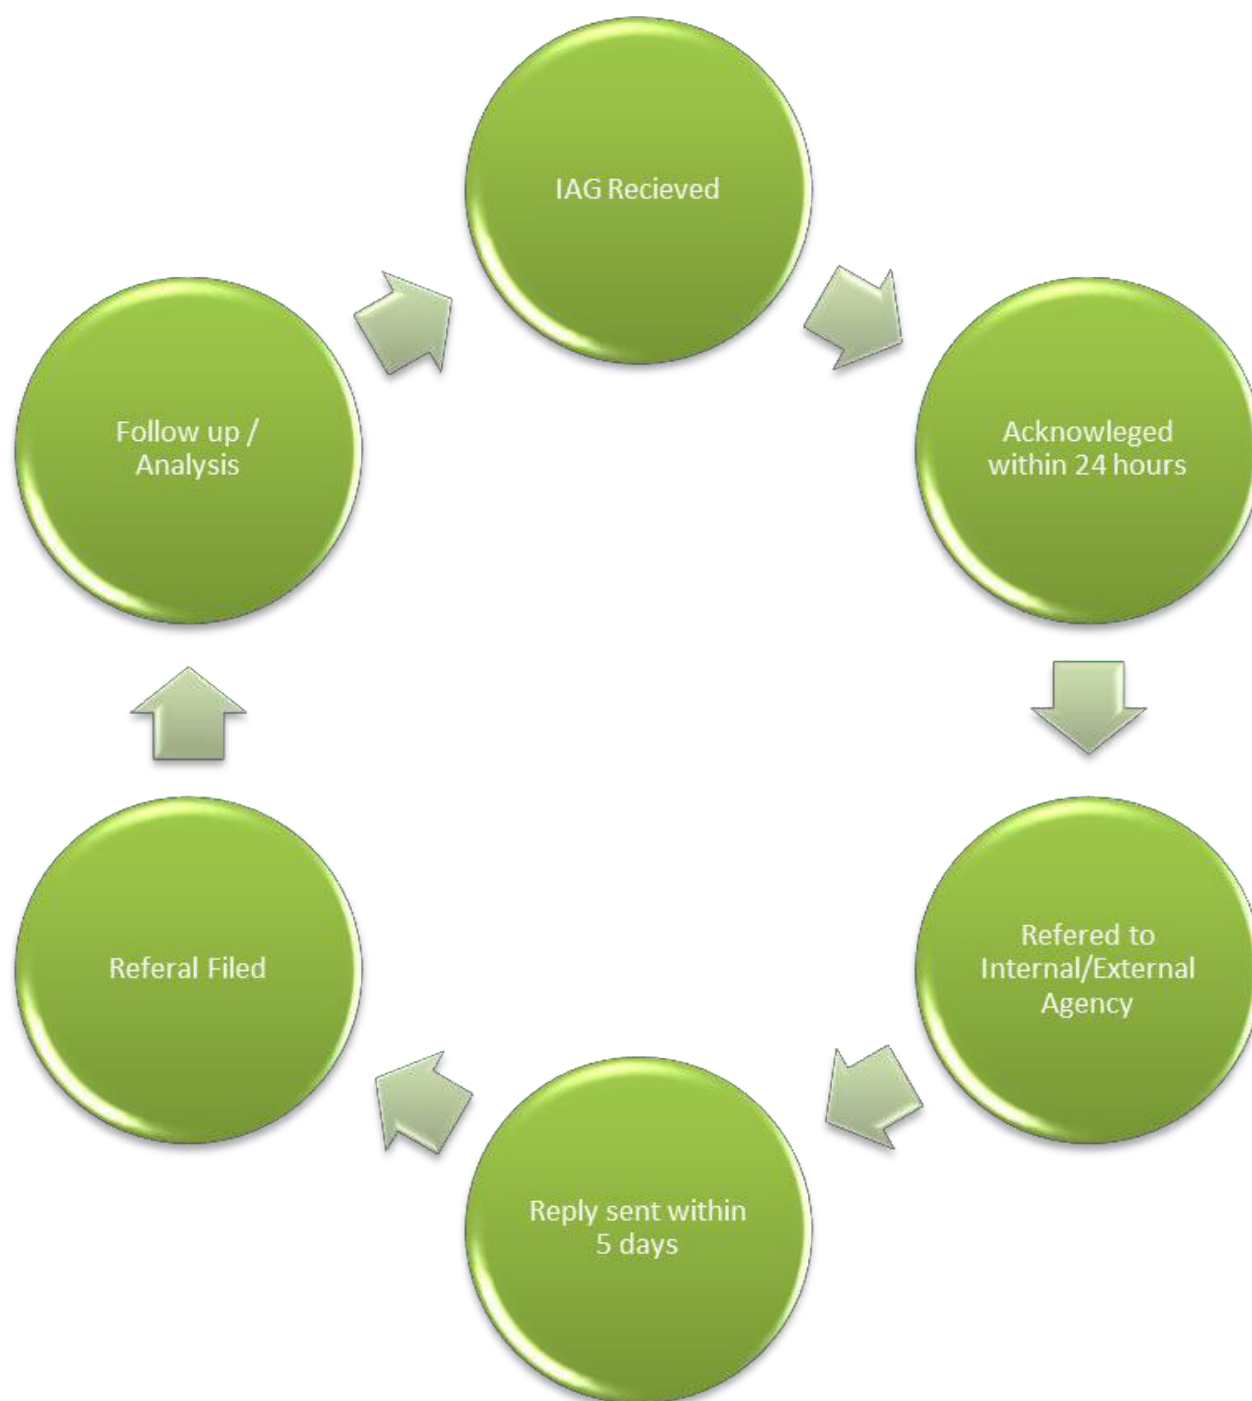 IAG Recieved
Acknowleged
within 24 hours
Refered to
Internal/External
Agency
Reply sent within
5 days
Referal Filed
Follow up /
Analysis